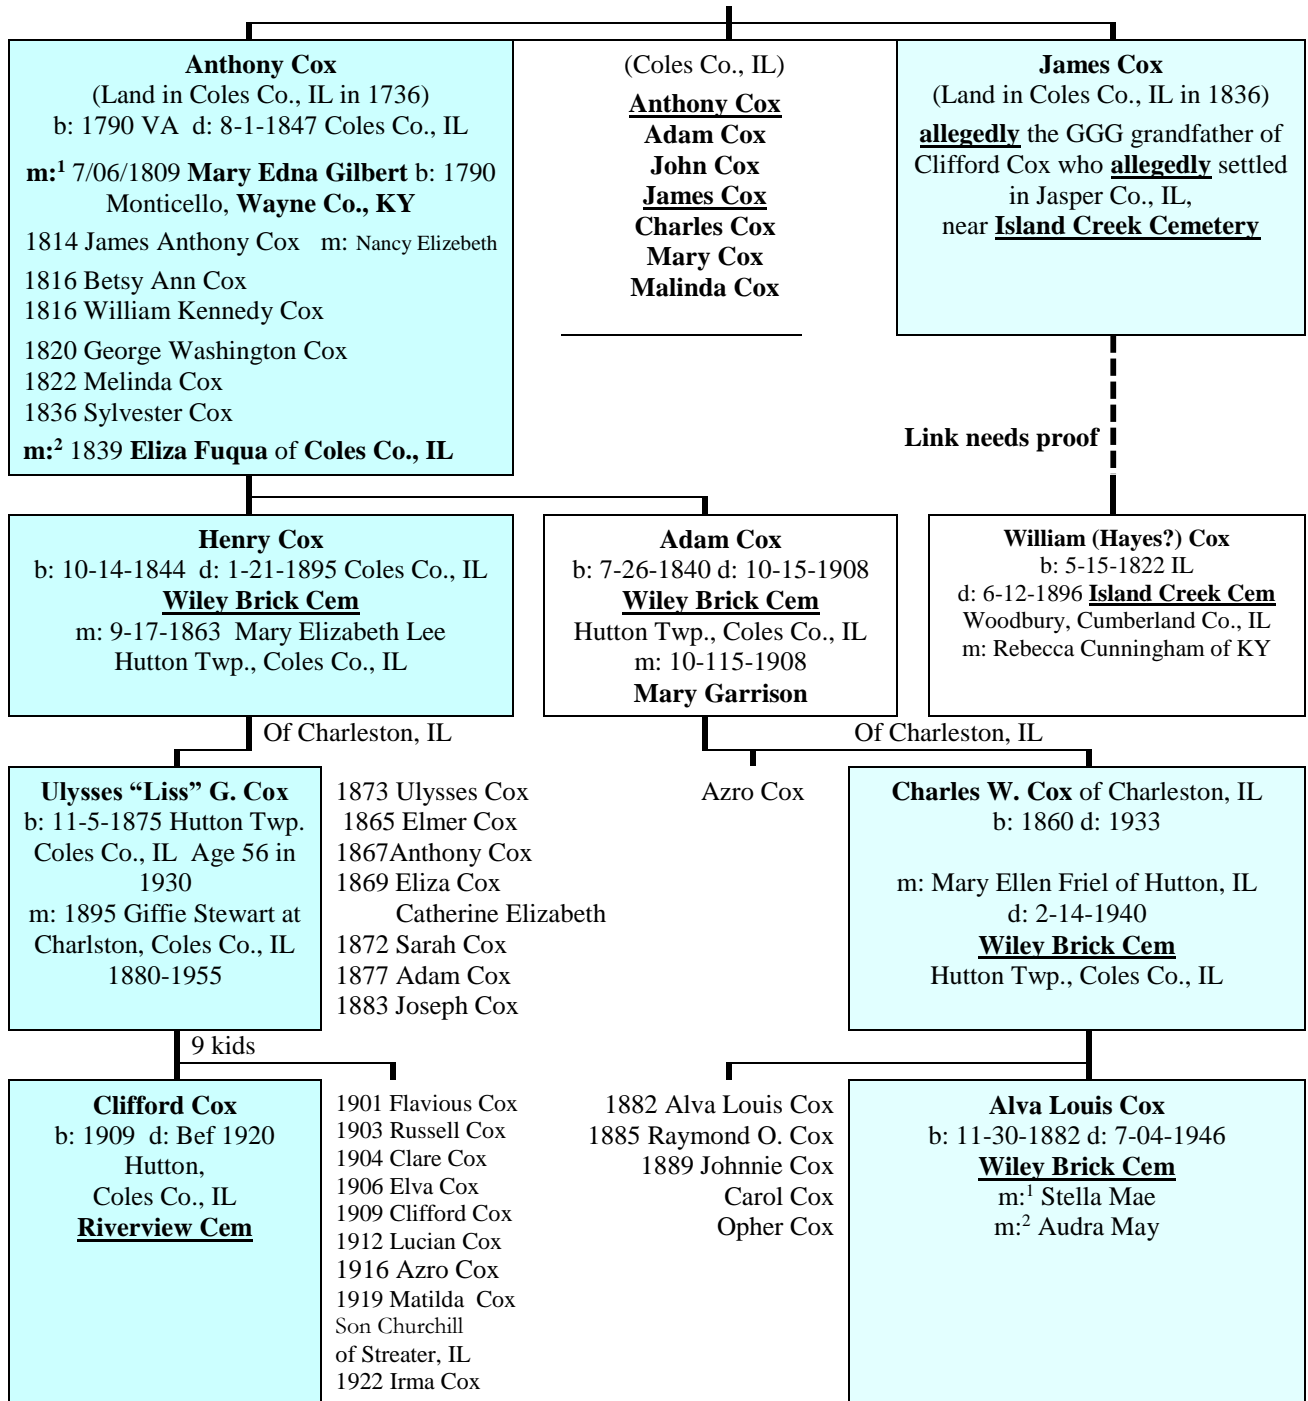 Anthony Cox
(Land in Coles Co., IL in 1736)
b: 1790 VA  d: 8-1-1847 Coles Co., IL
m:¹ 7/06/1809 Mary Edna Gilbert b: 1790
Monticello, Wayne Co., KY
1814 James Anthony Cox   m: Nancy Elizebeth
1816 Betsy Ann Cox
1816 William Kennedy Cox
1820 George Washington Cox
1822 Melinda Cox
1836 Sylvester Cox
m:² 1839 Eliza Fuqua of Coles Co., IL
(Coles Co., IL)
Anthony Cox
Adam Cox
John Cox
James Cox
Charles Cox
Mary Cox
Malinda Cox
James Cox
(Land in Coles Co., IL in 1836)
allegedly the GGG grandfather of
Clifford Cox who allegedly settled
in Jasper Co., IL,
near Island Creek Cemetery
Link needs proof
Henry Cox
b: 10-14-1844  d: 1-21-1895 Coles Co., IL
Wiley Brick Cem
m: 9-17-1863  Mary Elizabeth Lee
Hutton Twp., Coles Co., IL
Adam Cox
b: 7-26-1840 d: 10-15-1908
Wiley Brick Cem
Hutton Twp., Coles Co., IL
m: 10-115-1908
Mary Garrison
William (Hayes?) Cox
b: 5-15-1822 IL
d: 6-12-1896 Island Creek Cem
Woodbury, Cumberland Co., IL
m: Rebecca Cunningham of KY
Of Charleston, IL
Of Charleston, IL
Ulysses “Liss” G. Cox
b: 11-5-1875 Hutton Twp.
Coles Co., IL  Age 56 in
1930
m: 1895 Giffie Stewart at
Charlston, Coles Co., IL
1880-1955
1873 Ulysses Cox
1865 Elmer Cox
1867Anthony Cox
1869 Eliza Cox
Catherine Elizabeth
1872 Sarah Cox
1877 Adam Cox
1883 Joseph Cox
Azro Cox
Charles W. Cox of Charleston, IL
b: 1860 d: 1933
m: Mary Ellen Friel of Hutton, IL
d: 2-14-1940
Wiley Brick Cem
Hutton Twp., Coles Co., IL
9 kids
Clifford Cox
b: 1909  d: Bef 1920
Hutton,
Coles Co., IL
Riverview Cem
1901 Flavious Cox
1903 Russell Cox
1904 Clare Cox
1906 Elva Cox
1909 Clifford Cox
1912 Lucian Cox
1916 Azro Cox
1919 Matilda  Cox
Son Churchill
of Streater, IL
1922 Irma Cox
1882 Alva Louis Cox
1885 Raymond O. Cox
1889 Johnnie Cox
Carol Cox
Opher Cox
Alva Louis Cox
b: 11-30-1882 d: 7-04-1946
Wiley Brick Cem
m:¹ Stella Mae
m:² Audra May